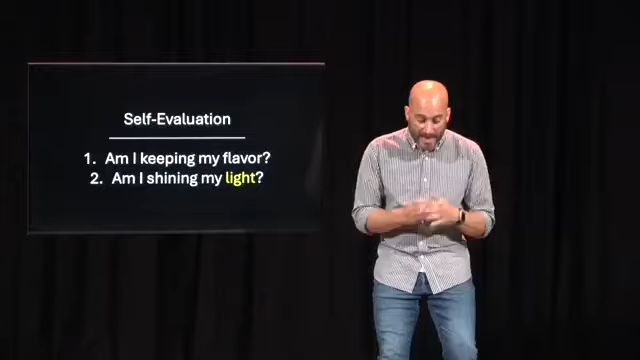 Self-Evaluation
1. Am I keeping my flavor?
2. Am I shining my light?